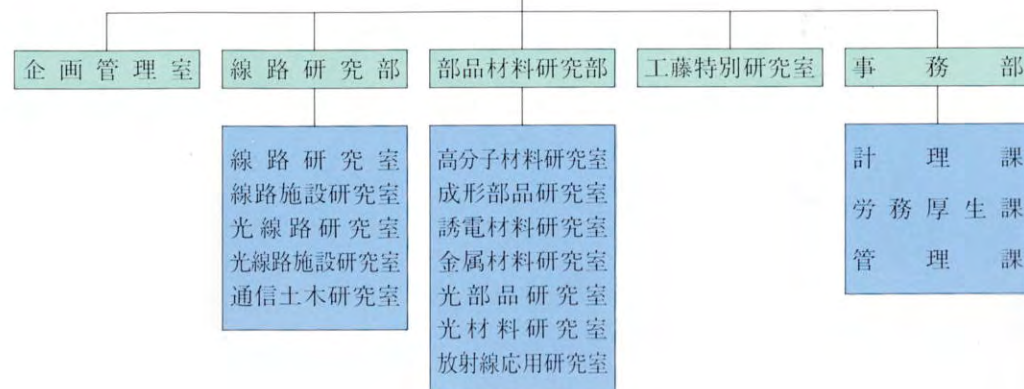 企画管理室
線路研究部
部品材料研究部
工藤特別研究室
事務部
線路研究室
線路施設研究室
光線路研究室
光線路施設研究室
通信土木研究室
高分子材料研究室
成形部品研究室
誘電材料研究室
金属材料研究室
光部品研究室
光材料研究室
放射線応用研究室
計理課
労務厚生課
管理課